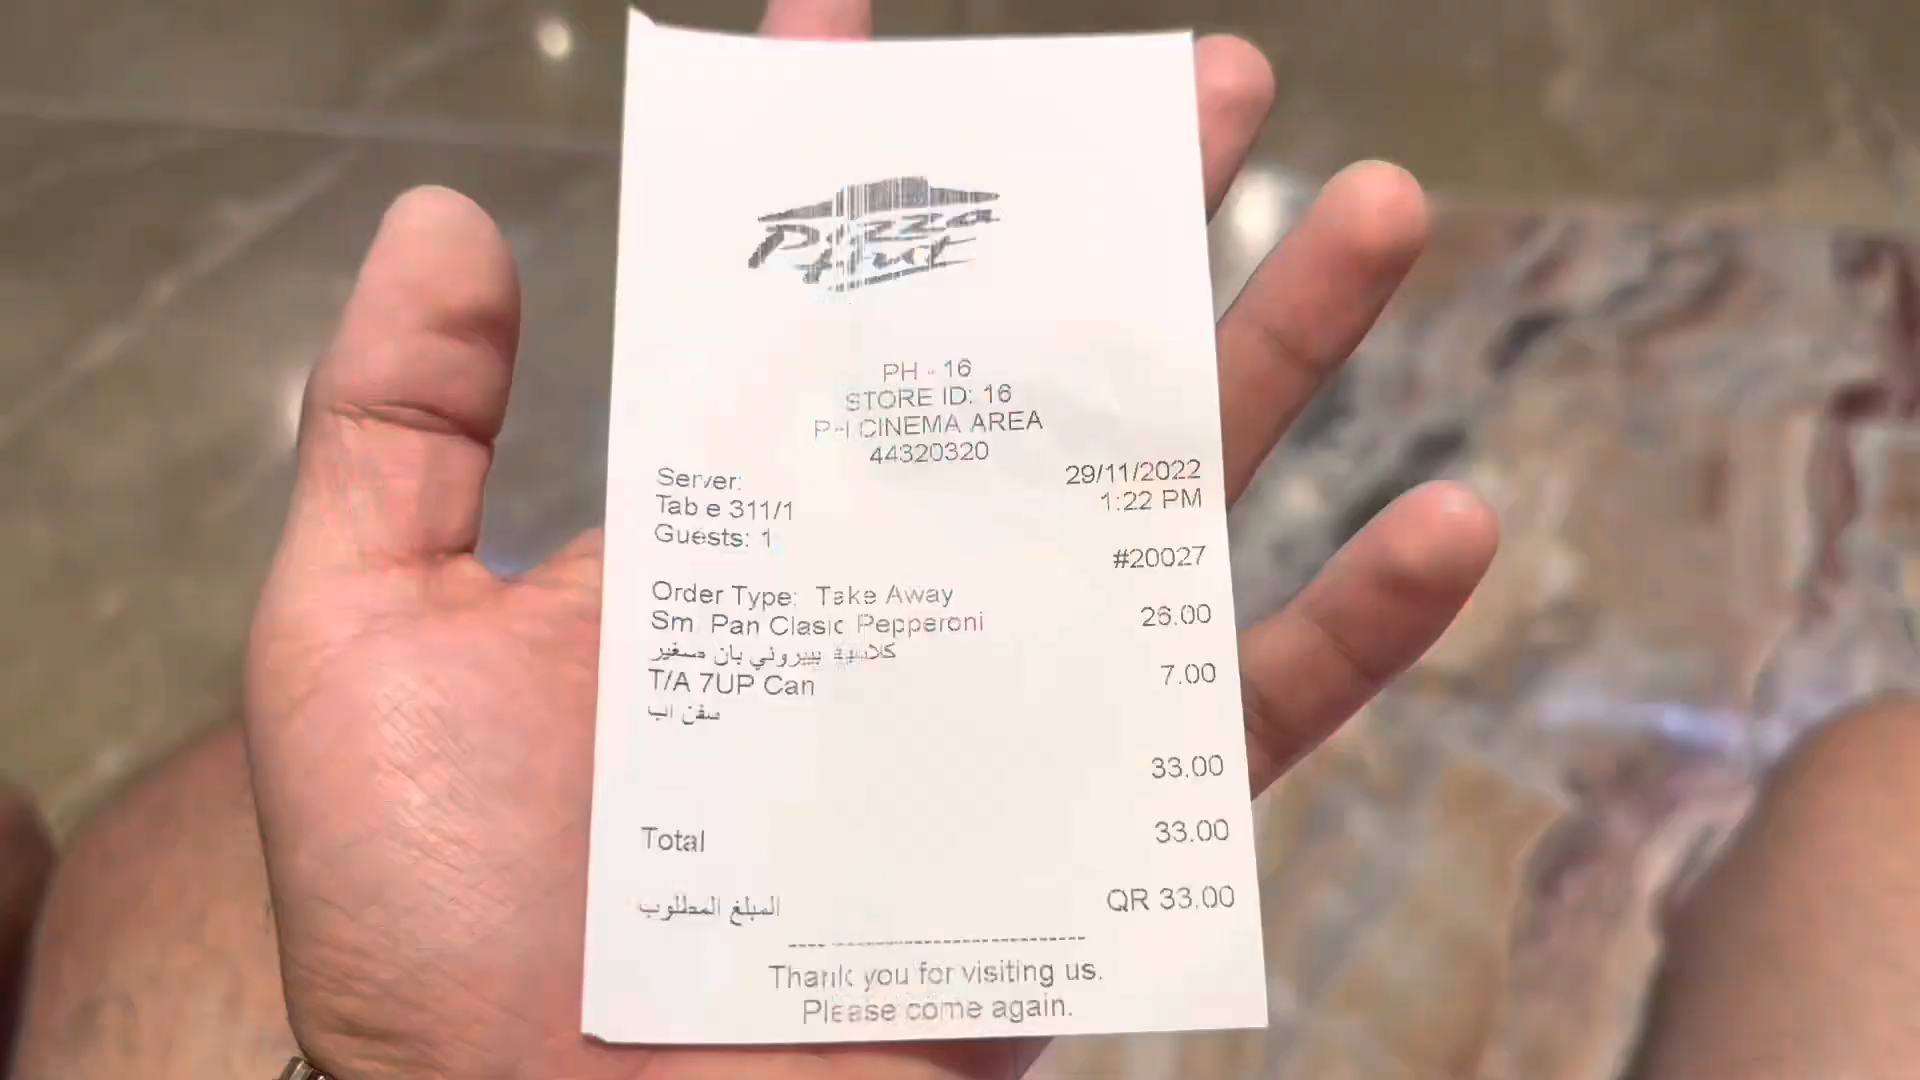 Pizza
Hut
PH - 16
STORE ID: 16
PH CINEMA AREA
44320320
Server: 29/11/2022
Table 311/1 1:22 PM
Guests: 1
#20027
Order Type: Take Away
Sm Pan Clasic Pepperoni 26.00
بيبروني بان صغير
T/A 7UP Can 7.00
سفن اب
33.00
Total 33.00
المبلغ المطلوب QR 33.00
Thank you for visiting us.
Please come again.